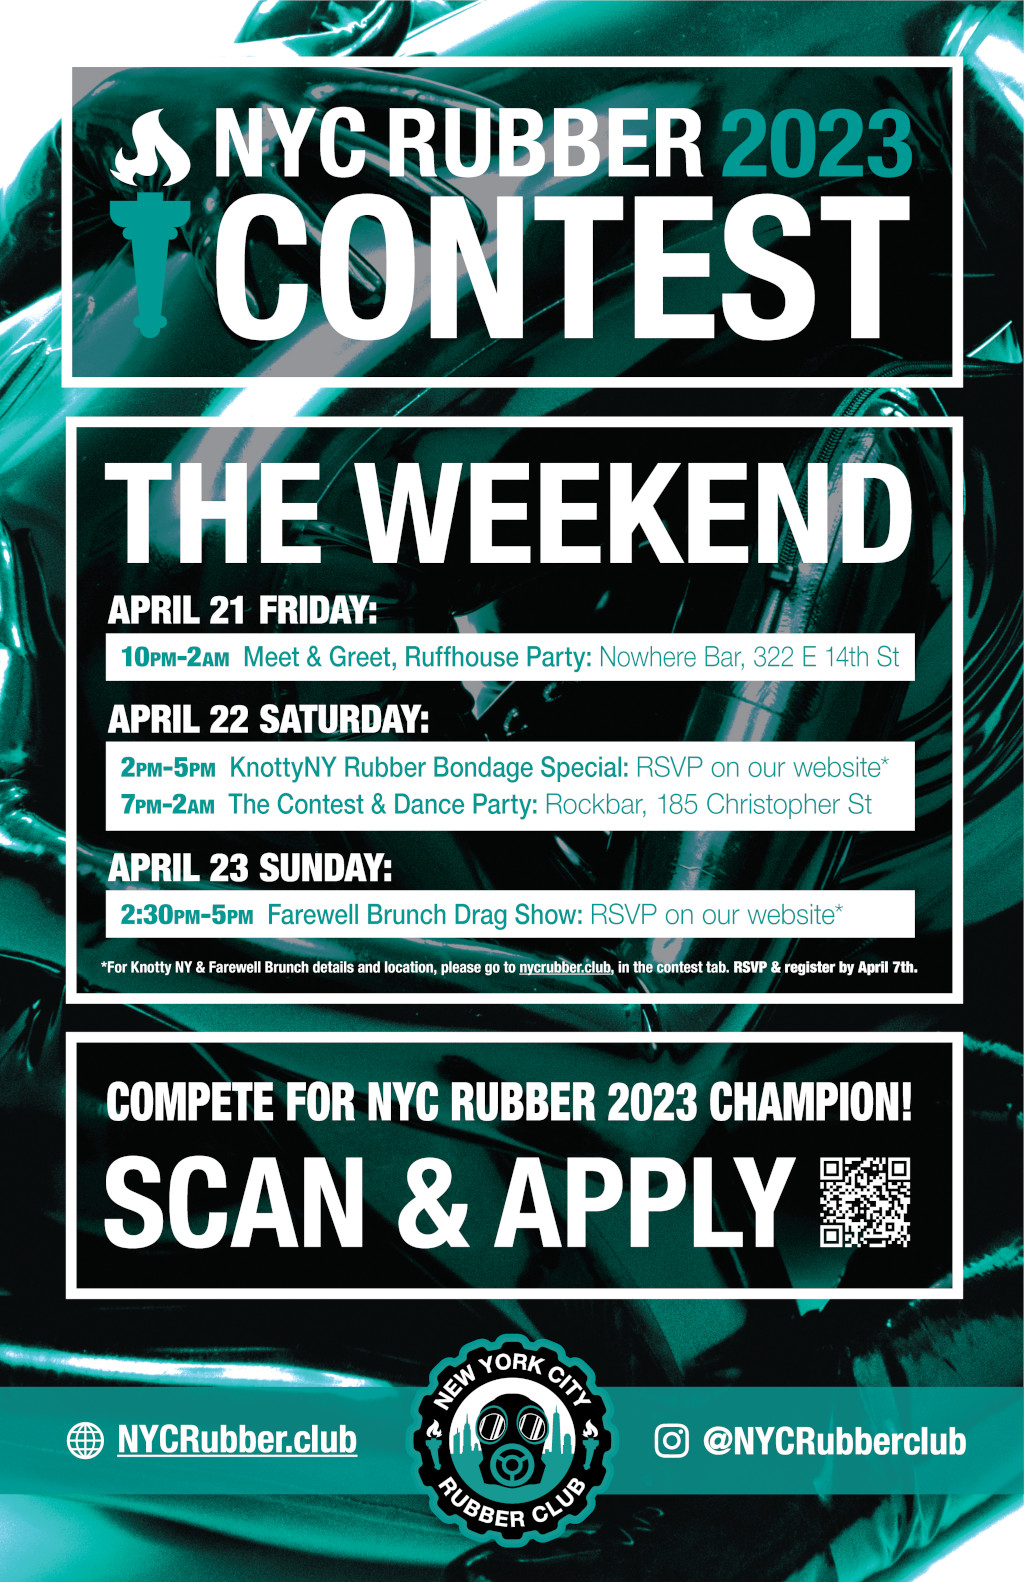 NYC RUBBER 2023
CONTEST
THE WEEKEND
APRIL 21 FRIDAY:
10PM-2AM Meet & Greet, Ruffhouse Party: Nowhere Bar, 322 E 14th St
APRIL 22 SATURDAY:
2PM-5PM KnottyNY Rubber Bondage Special: RSVP on our website*
7PM-2AM The Contest & Dance Party: Rockbar, 185 Christopher St
APRIL 23 SUNDAY:
2:30PM-5PM Farewell Brunch Drag Show: RSVP on our website*
*For Knotty NY & Farewell Brunch details and location, please go to nycrubber.club, in the contest tab. RSVP & register by April 7th.
COMPETE FOR NYC RUBBER 2023 CHAMPION!
SCAN & APPLY
NEW YORK CITY
RUBBER CLUB
NYCRubber.club
@NYCRubberclub